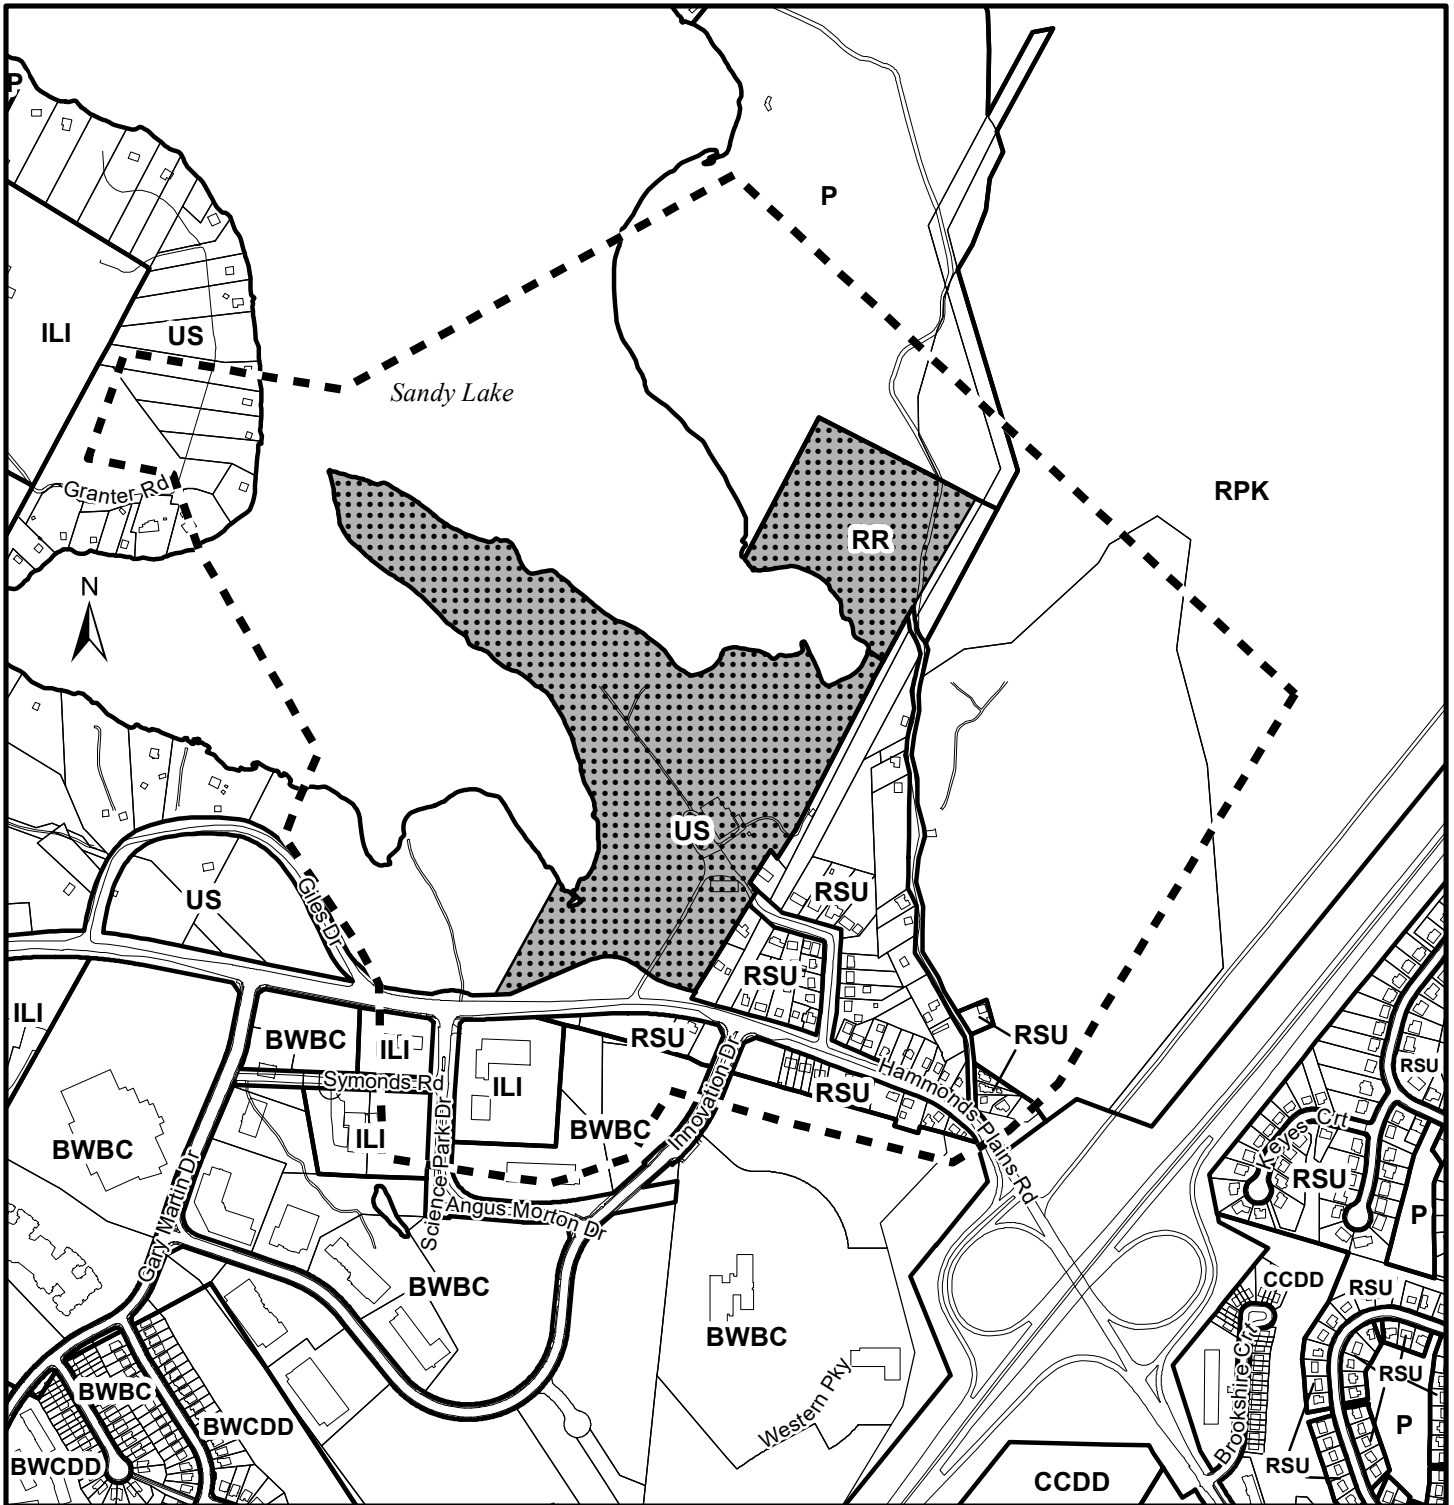 P
P
ILI
US
Sandy Lake
Granter Rd
RPK
RR
N
US
US
Giles Dr
RSU
RSU
ILI
BWBC
ILI
RSU
RSU
Symonds Rd
ILI
Hammonds Plains Rd
RSU
RSU
BWBC
ILI
BWBC
Innovation Dr
Keyes Crt
RSU
Gary Martin Dr
Science Park Dr
Angus Morton Dr
P
BWBC
CCDD
RSU
BWBC
RSU
Western Pky
Brookshire Crt
BWBC
BWCDD
P
BWCDD
RSU
CCDD